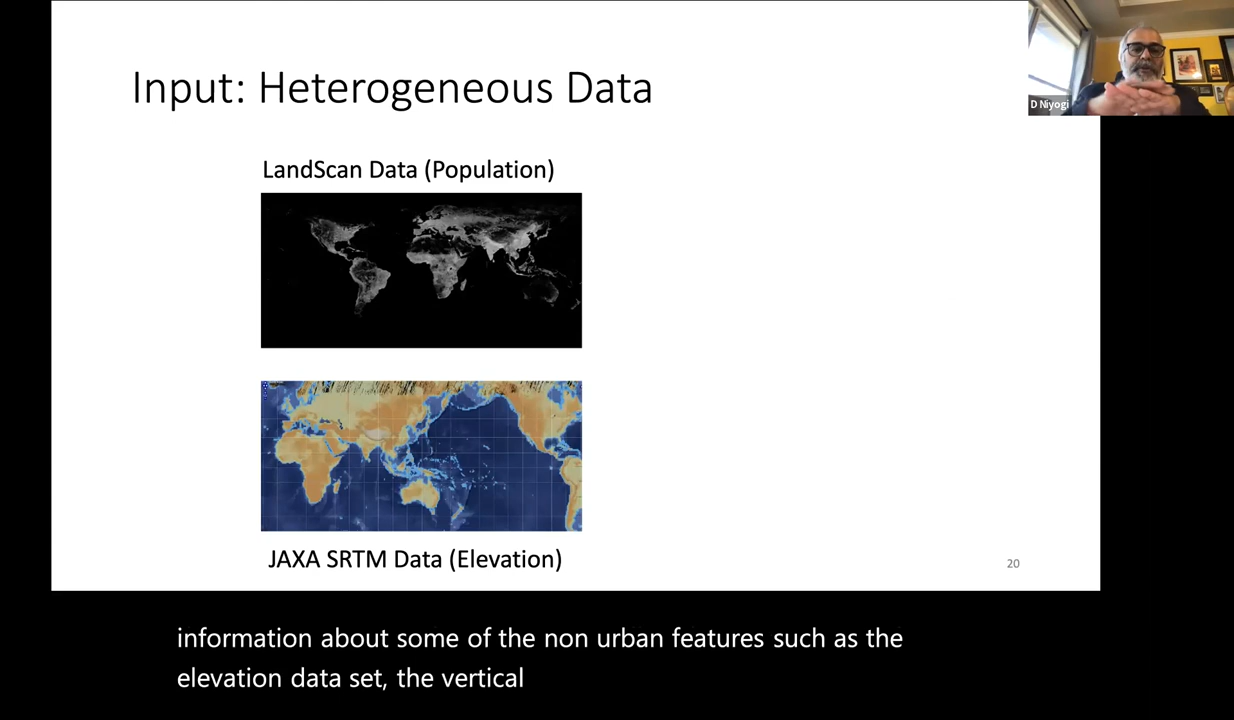 Input: Heterogeneous Data
D Niyogi
LandScan Data (Population)
JAXA SRTM Data (Elevation)
20
information about some of the non urban features such as the
elevation data set, the vertical